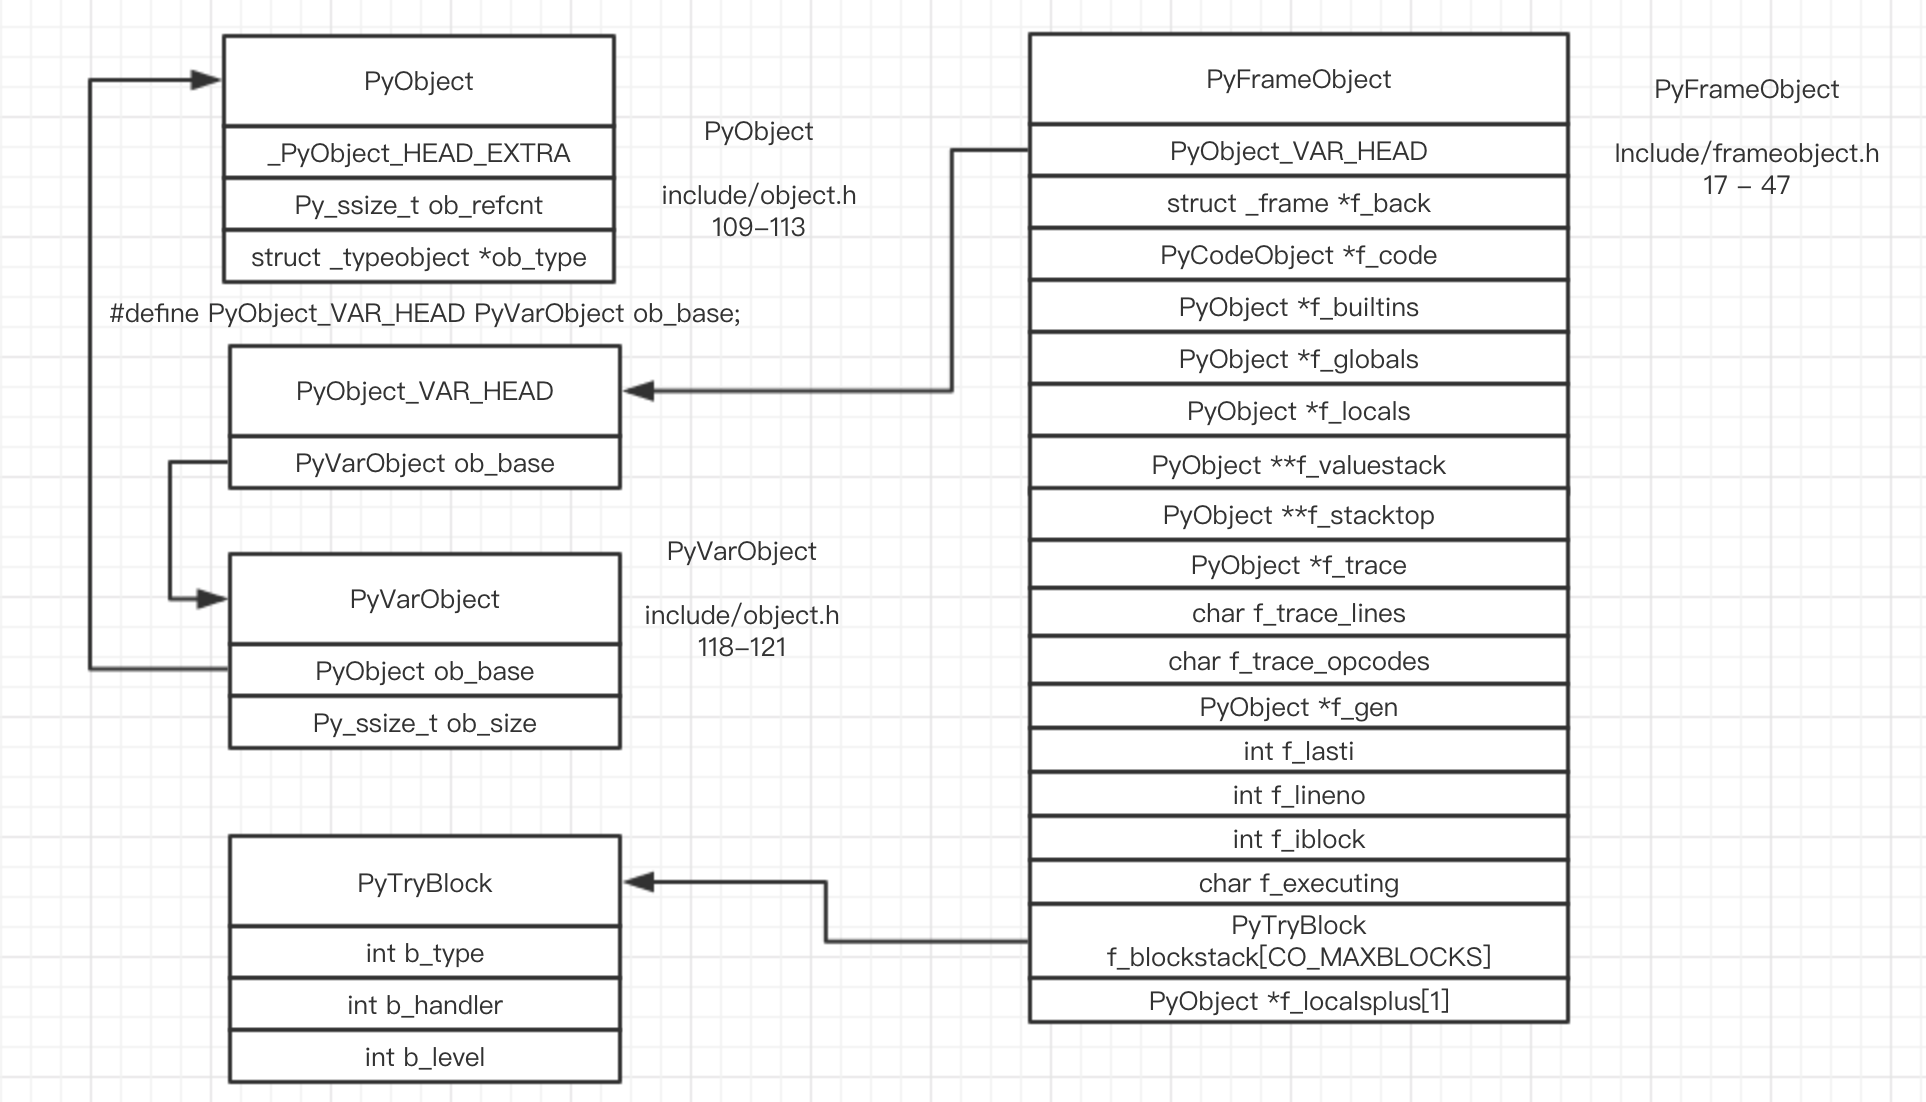 PyObject
_PyObject_HEAD_EXTRA
Py_ssize_t ob_refcnt
struct _typeobject *ob_type
PyObject
include/object.h
109–113
#define PyObject_VAR_HEAD PyVarObject ob_base;
PyObject_VAR_HEAD
PyVarObject ob_base
PyVarObject
PyObject ob_base
Py_ssize_t ob_size
PyVarObject
include/object.h
118–121
PyTryBlock
int b_type
int b_handler
int b_level
PyFrameObject
PyObject_VAR_HEAD
struct _frame *f_back
PyCodeObject *f_code
PyObject *f_builtins
PyObject *f_globals
PyObject *f_locals
PyObject **f_valuestack
PyObject **f_stacktop
PyObject *f_trace
char f_trace_lines
char f_trace_opcodes
PyObject *f_gen
int f_lasti
int f_lineno
int f_iblock
char f_executing
PyTryBlock
f_blockstack[CO_MAXBLOCKS]
PyObject *f_localsplus[1]
PyFrameObject
Include/frameobject.h
17 – 47